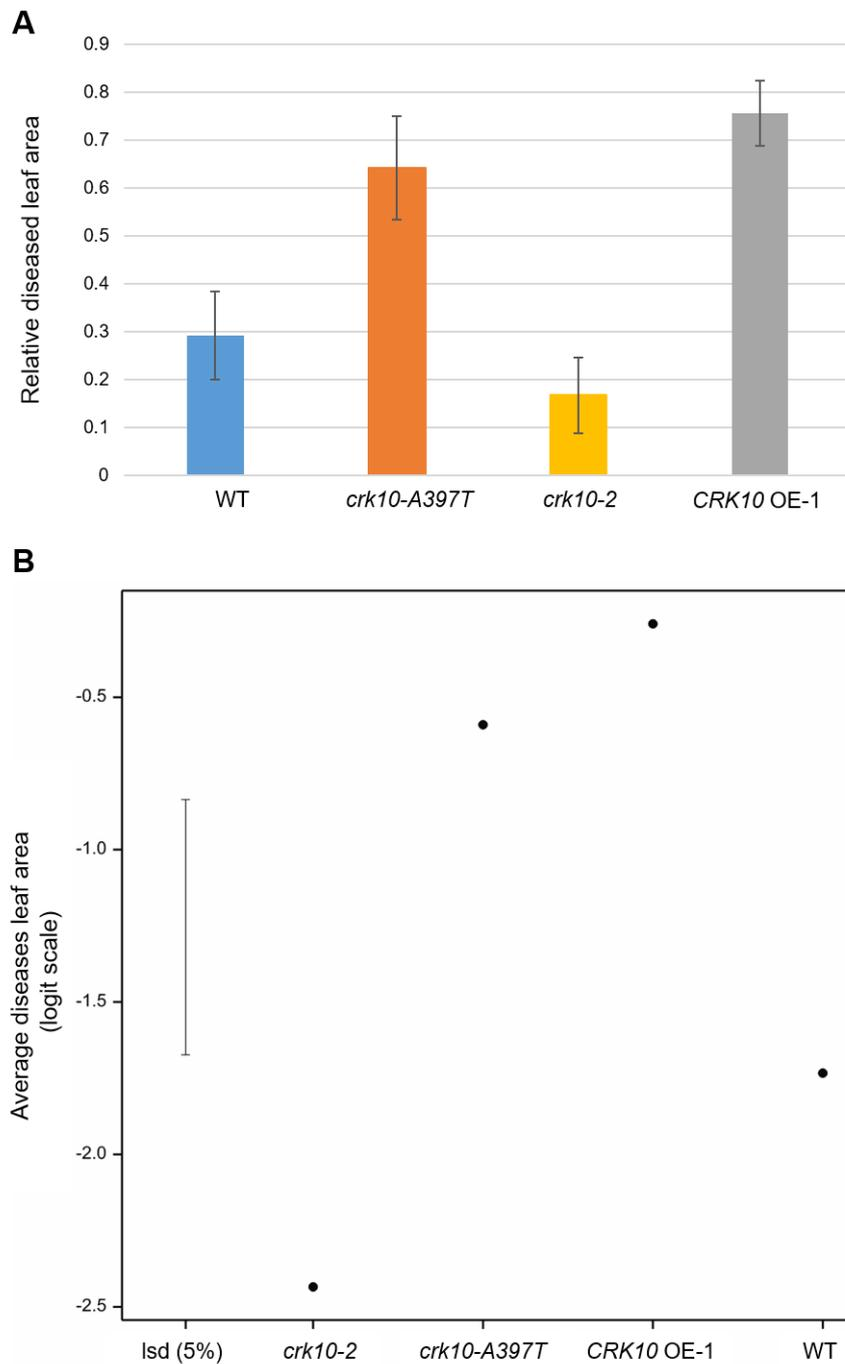 A
Relative diseased leaf area
0.9
0.8
0.7
0.6
0.5
0.4
0.3
0.2
0.1
0
WT crk10-A397T crk10-2 CRK10 OE-1
B
Average diseases leaf area
(logit scale)
-0.5
-1.0
-1.5
-2.0
-2.5
lsd (5%) crk10-2 crk10-A397T CRK10 OE-1 WT